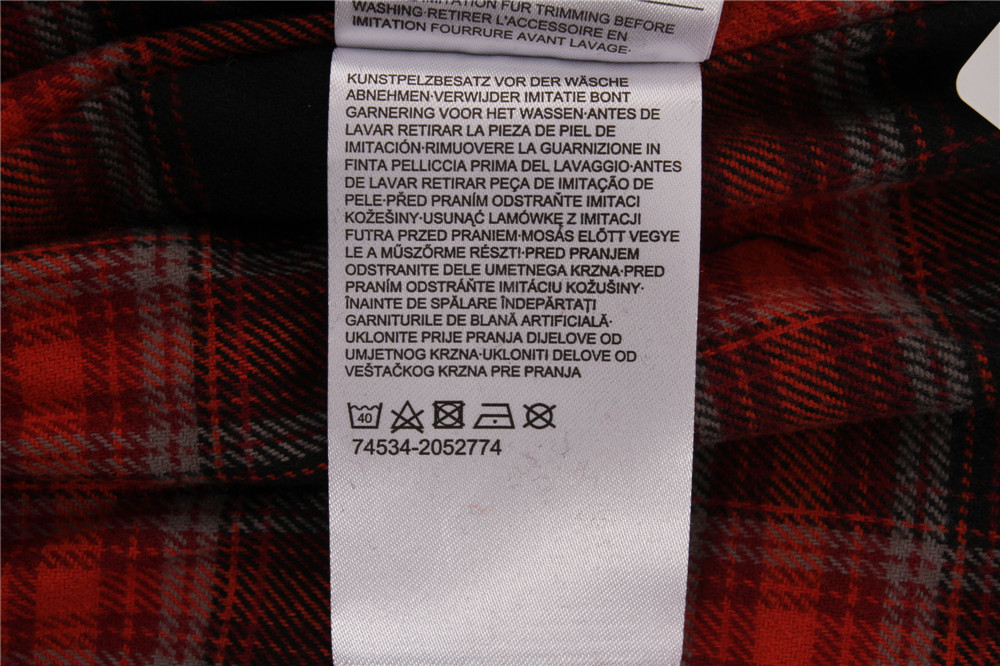 IMITATION FUR TRIMMING BEFORE
WASHING·RETIRER L'ACCESSOIRE EN
IMITATION FOURRURE AVANT LAVAGE·
KUNSTPELZBESATZ VOR DER WÄSCHE
ABNEHMEN·VERWIJDER IMITATIE BONT
GARNERING VOOR HET WASSEN·ANTES DE
LAVAR RETIRAR LA PIEZA DE PIEL DE
IMITACIÓN·RIMUOVERE LA GUARNIZIONE IN
FINTA PELLICCIA PRIMA DEL LAVAGGIO·ANTES
DE LAVAR RETIRAR PEÇA DE IMITAÇÃO DE
PELE·PŘED PRANÍM ODSTRAŇTE IMITACI
KOŽEŠINY·USUNĄĆ LAMÓWKĘ Z IMITACJI
FUTRA PRZED PRANIEM·MOSÁS ELŐTT VEGYE
LE A MŰSZŐRME RÉSZT!·PRED PRANJEM
ODSTRANITE DELE UMETNEGA KRZNA·PRED
PRANÍM ODSTRÁŇTE IMITÁCIU KOŽUŠINY·
ÎNAINTE DE SPĂLARE ÎNDEPĂRTAȚI
GARNITURILE DE BLANĂ ARTIFICIALĂ·
UKLONITE PRIJE PRANJA DIJELOVE OD
UMJETNOG KRZNA·UKLONITI DELOVE OD
VEŠTAČKOG KRZNA PRE PRANJA
40
74534-2052774